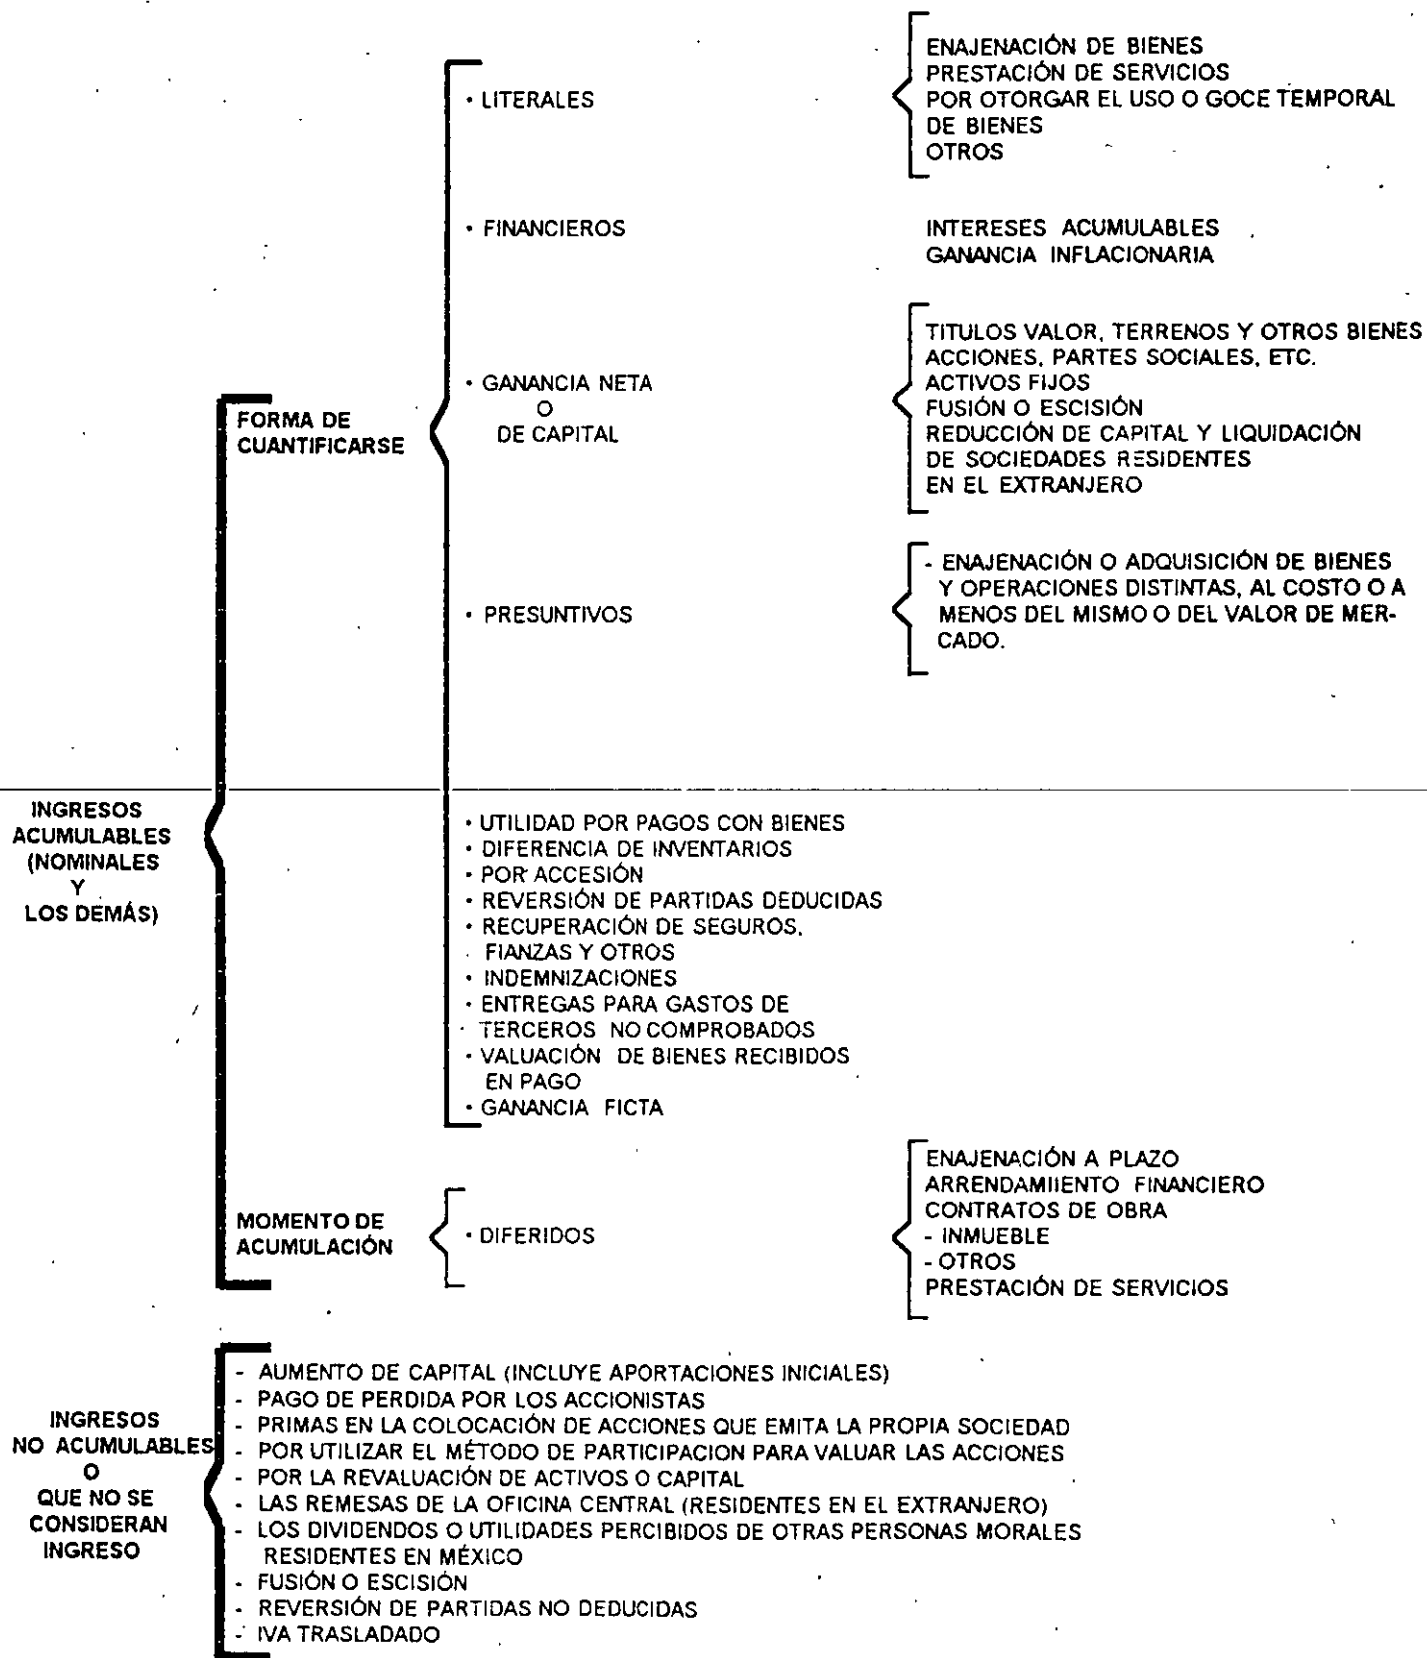 INGRESOS
ACUMULABLES
(NOMINALES
Y
LOS DEMÁS)
FORMA DE
CUANTIFICARSE
· LITERALES
ENAJENACIÓN DE BIENES
PRESTACIÓN DE SERVICIOS
POR OTORGAR EL USO O GOCE TEMPORAL
DE BIENES
OTROS
· FINANCIEROS
INTERESES ACUMULABLES
GANANCIA INFLACIONARIA
· GANANCIA NETA
O
DE CAPITAL
TITULOS VALOR, TERRENOS Y OTROS BIENES
ACCIONES, PARTES SOCIALES, ETC.
ACTIVOS FIJOS
FUSIÓN O ESCISIÓN
REDUCCIÓN DE CAPITAL Y LIQUIDACIÓN
DE SOCIEDADES RESIDENTES
EN EL EXTRANJERO
· PRESUNTIVOS
- ENAJENACIÓN O ADQUISICIÓN DE BIENES
Y OPERACIONES DISTINTAS, AL COSTO O A
MENOS DEL MISMO O DEL VALOR DE MER-
CADO.
· UTILIDAD POR PAGOS CON BIENES
· DIFERENCIA DE INVENTARIOS
· POR ACCESIÓN
· REVERSIÓN DE PARTIDAS DEDUCIDAS
· RECUPERACIÓN DE SEGUROS,
FIANZAS Y OTROS
· INDEMNIZACIONES
· ENTREGAS PARA GASTOS DE
TERCEROS NO COMPROBADOS
· VALUACIÓN DE BIENES RECIBIDOS
EN PAGO
· GANANCIA FICTA
MOMENTO DE
ACUMULACIÓN
· DIFERIDOS
ENAJENACIÓN A PLAZO
ARRENDAMIIENTO FINANCIERO
CONTRATOS DE OBRA
- INMUEBLE
- OTROS
PRESTACIÓN DE SERVICIOS
INGRESOS
NO ACUMULABLES
O
QUE NO SE
CONSIDERAN
INGRESO
- AUMENTO DE CAPITAL (INCLUYE APORTACIONES INICIALES)
- PAGO DE PERDIDA POR LOS ACCIONISTAS
- PRIMAS EN LA COLOCACIÓN DE ACCIONES QUE EMITA LA PROPIA SOCIEDAD
- POR UTILIZAR EL MÉTODO DE PARTICIPACION PARA VALUAR LAS ACCIONES
- POR LA REVALUACIÓN DE ACTIVOS O CAPITAL
- LAS REMESAS DE LA OFICINA CENTRAL (RESIDENTES EN EL EXTRANJERO)
- LOS DIVIDENDOS O UTILIDADES PERCIBIDOS DE OTRAS PERSONAS MORALES
RESIDENTES EN MÉXICO
- FUSIÓN O ESCISIÓN
- REVERSIÓN DE PARTIDAS NO DEDUCIDAS
- IVA TRASLADADO